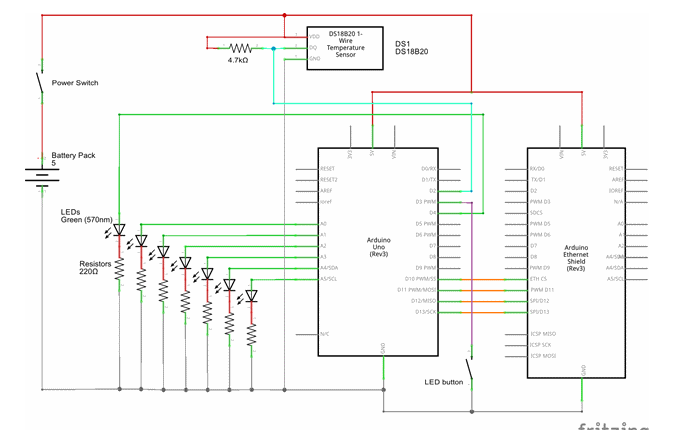 DS18B20 1-
Wire
Temperature
Sensor
VDD
DQ
GND
DS1
DS18B20
4.7kΩ
Power Switch
Battery Pack
5
LEDs
Green (570nm)
Resistors
220Ω
3V3
5V
VIN
RESET
RESET2
AREF
ioref
A0
A1
A2
A3
A4/SDA
A5/SCL
N/C
Arduino
Uno
(Rev3)
RX/D0
D1/TX
D2
D3 PWM
D4
D5 PWM
D6 PWM
D7
D8
D9 PWM
D10 PWM/SS
D11 PWM/MOSI
D12/MISO
D13/SCK
GND
LED button
VIN
5V
3V3
RX/D0
TX/D1
D2
PWM D3
SDCS
PWM D5
PWM D6
D7
D8
PWM D9
ETH CS
PWM D11
SPI/D12
SPI/D13
ICSP MISO
ICSP SCK
ICSP MOSI
Arduino
Ethernet
Shield
(Rev3)
RESET
AREF
IOREF
N/A
A0
A1
A2
A4/SDA
A5/SCL
GND
fritzing